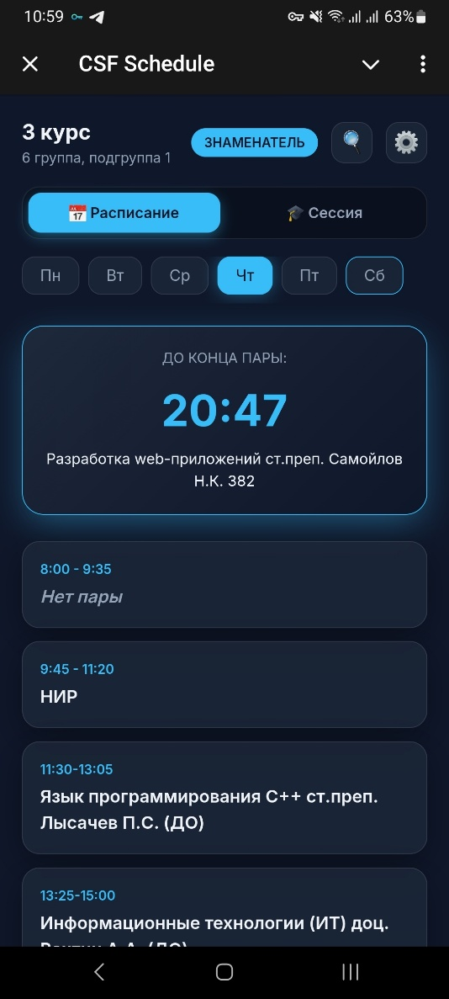 10:59
63%
CSF Schedule
3 курс
6 группа, подгруппа 1
ЗНАМЕНАТЕЛЬ
17 Расписание
Сессия
Пн Вт Ср Чт Пт Сб
ДО КОНЦА ПАРЫ:
20:47
Разработка web-приложений ст.преп. Самойлов
Н.К. 382
8:00 - 9:35
Нет пары
9:45 - 11:20
НИР
11:30-13:05
Язык программирования C++ ст.преп.
Лысачев П.С. (ДО)
13:25-15:00
Информационные технологии (ИТ) доц.
А.А. (ДО)